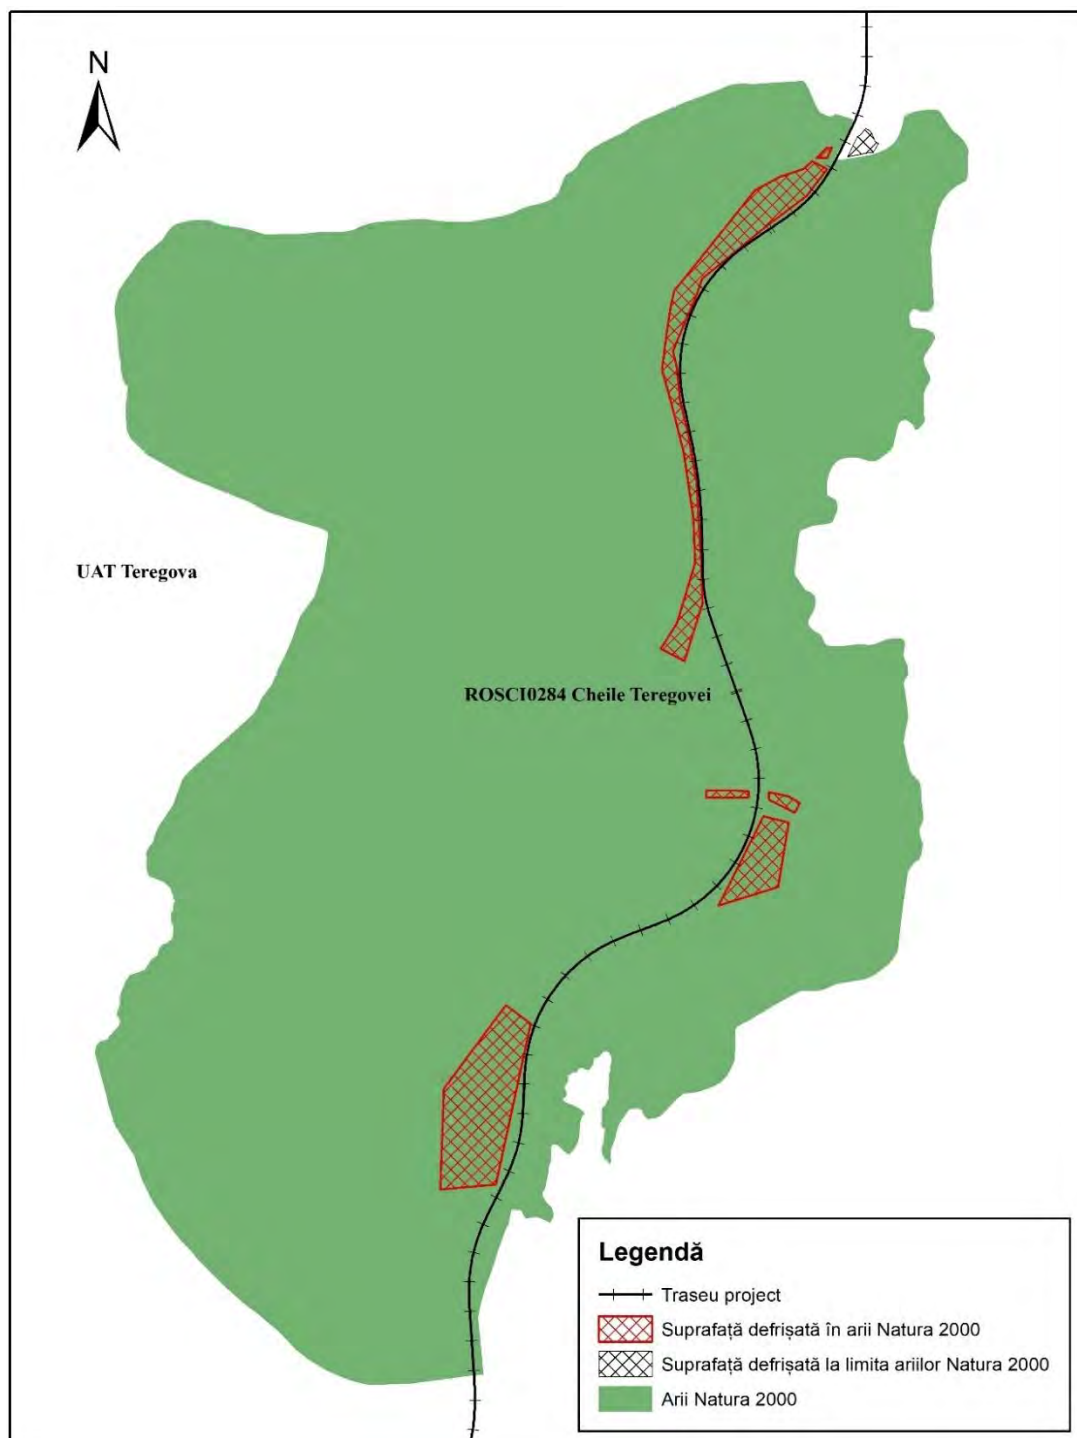 N
UAT Teregova
ROSCI0284 Cheile Teregovei
Legendă
Traseu project
Suprafață defrișată în arii Natura 2000
Suprafață defrișată la limita ariilor Natura 2000
Arii Natura 2000